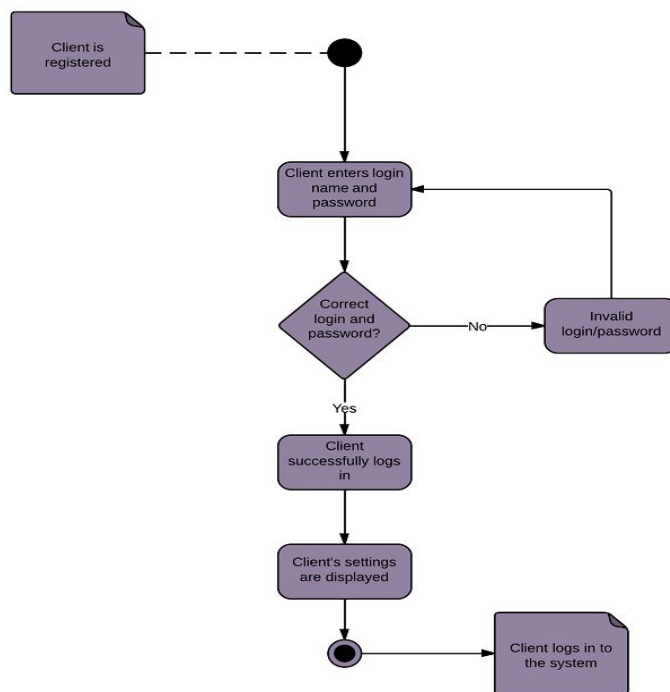 Client is
registered
Client enters login
name and
password
Correct
login and
password?
No
Invalid
login/password
Yes
Client
successfully logs
in
Client's settings
are displayed
Client logs in to
the system